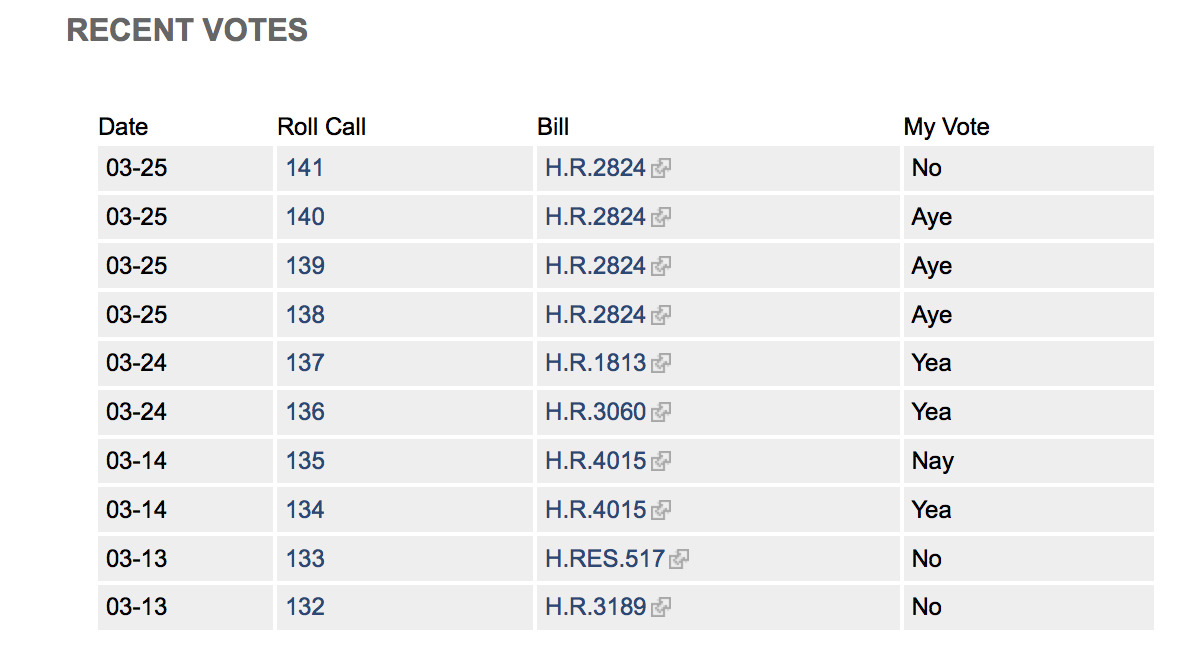 RECENT VOTES
Date Roll Call Bill My Vote
03-25 141 H.R.2824 No
03-25 140 H.R.2824 Aye
03-25 139 H.R.2824 Aye
03-25 138 H.R.2824 Aye
03-24 137 H.R.1813 Yea
03-24 136 H.R.3060 Yea
03-14 135 H.R.4015 Nay
03-14 134 H.R.4015 Yea
03-13 133 H.RES.517 No
03-13 132 H.R.3189 No